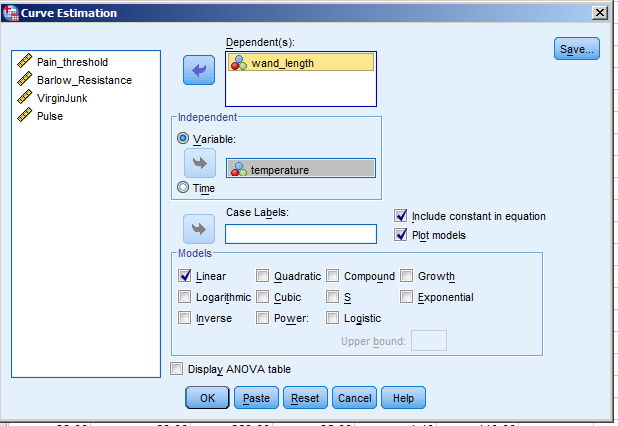 Curve Estimation
Pain_threshold
Barlow_Resistance
VirginJunk
Pulse
Dependent(s):
wand_length
Save...
Independent
Variable:
temperature
Time
Case Labels:
Include constant in equation
Plot models
Models
Linear Quadratic Compound Growth
Logarithmic Cubic S Exponential
Inverse Power: Logistic
Upper bound:
Display ANOVA table
OK Paste Reset Cancel Help